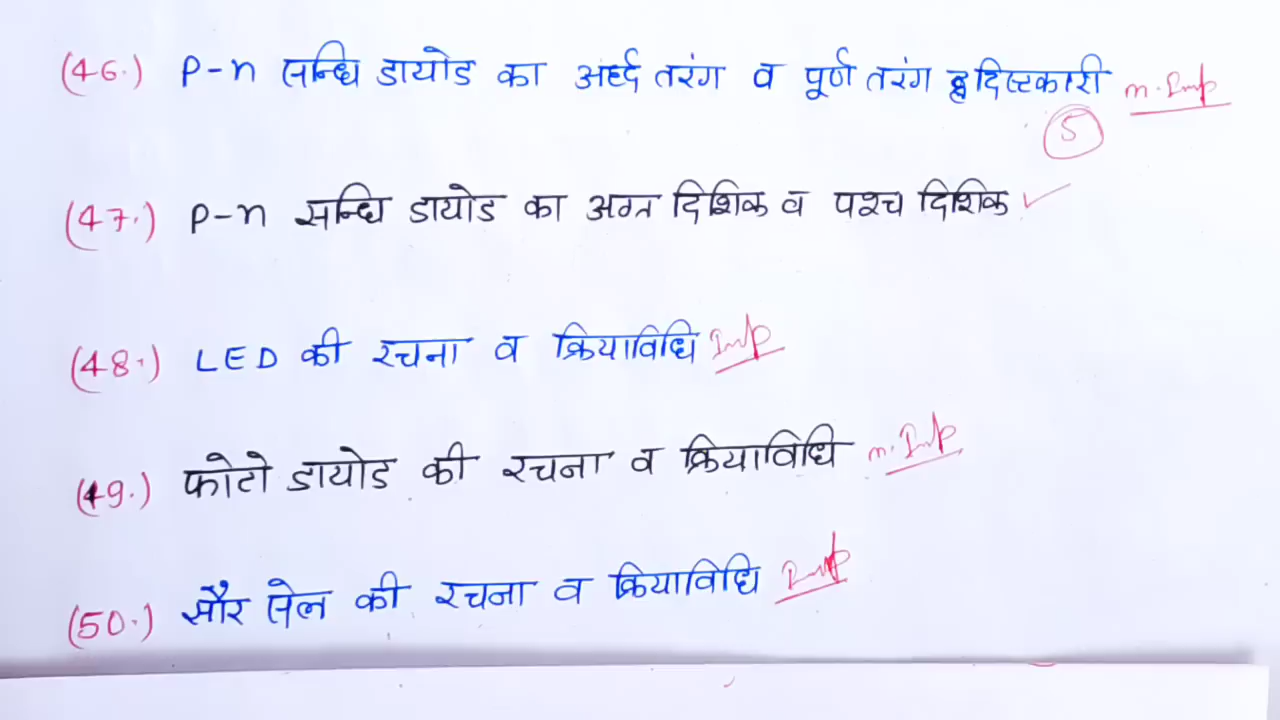 (46.) P-n सन्धि डायोड का अर्द्ध तरंग व पूर्ण तरंग दिष्टकारी m. Imp
5
(47.) P-n सन्धि डायोड का अग्र दिशिक व पश्च दिशिक ✓
(48.) LED की रचना व क्रियाविधि Imp
(49.) फोटो डायोड की रचना व क्रियाविधि m. Imp
(50.) सौर सेल की रचना व क्रियाविधि Imp